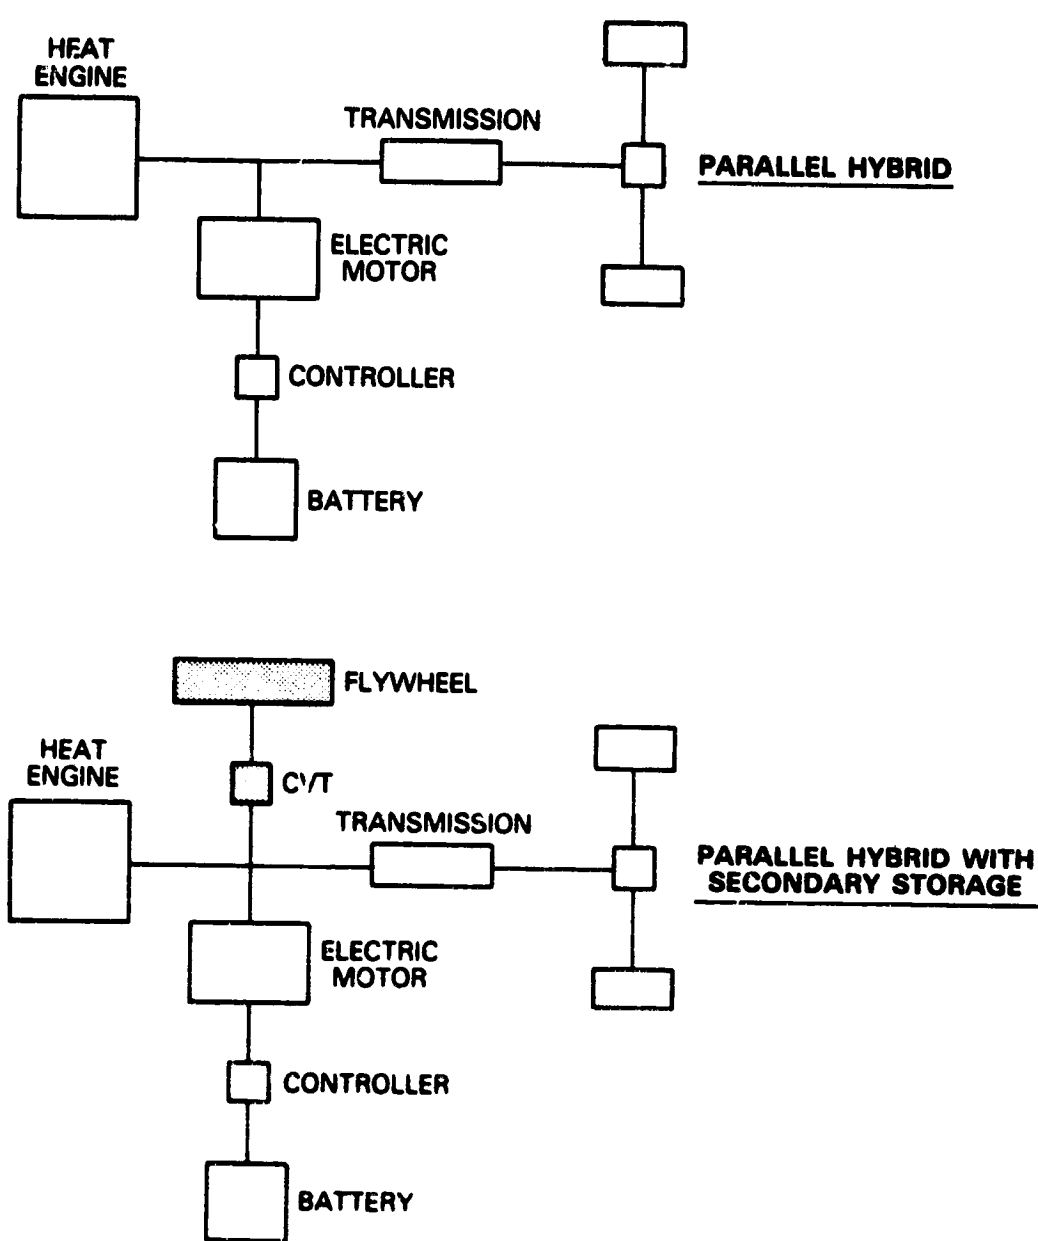 HEAT
ENGINE
TRANSMISSION
PARALLEL HYBRID
ELECTRIC
MOTOR
CONTROLLER
BATTERY
FLYWHEEL
HEAT
ENGINE
CVT
TRANSMISSION
PARALLEL HYBRID WITH
SECONDARY STORAGE
ELECTRIC
MOTOR
CONTROLLER
BATTERY